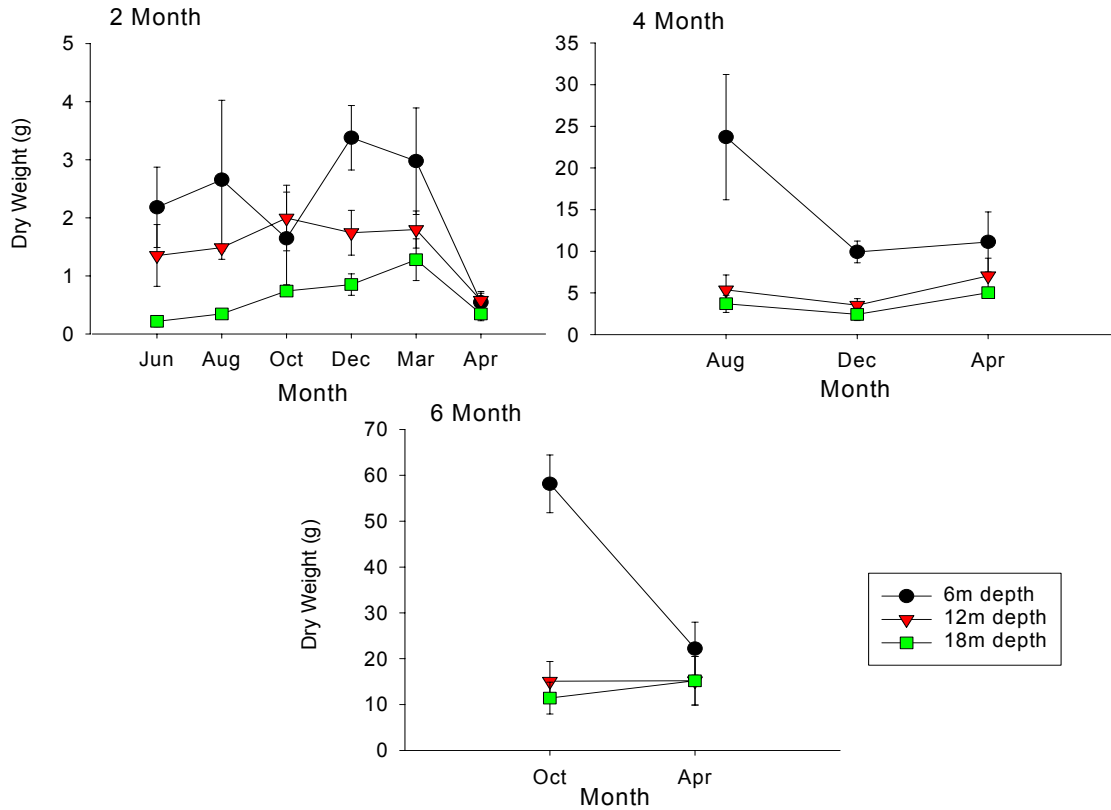 2 Month
5
4
3
2
1
0
Dry Weight (g)
Jun Aug Oct Dec Mar Apr
Month
4 Month
35
30
25
20
15
10
5
0
Aug Dec Apr
Month
6 Month
70
60
50
40
30
20
10
0
Dry Weight (g)
Oct Apr
Month
6m depth
12m depth
18m depth